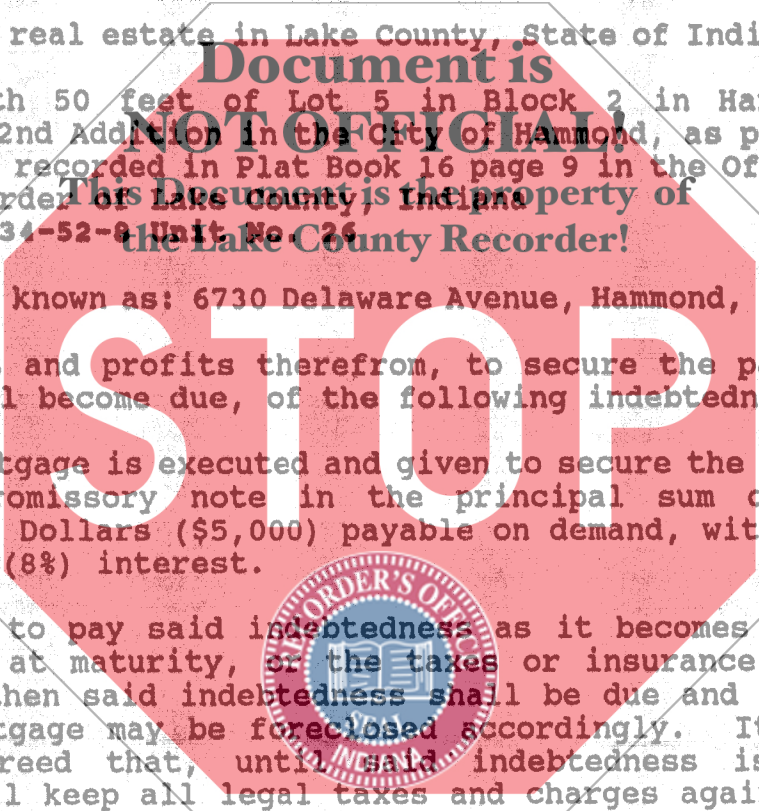 real estate in Lake County, State of Indi
Document is
h 50 feet of Lot 5 in Block 2 in Ha
2nd Addition in the City of Hammond, as p
NOT OFFICIAL!
recorded in Plat Book 16 page 9 in the Of
This Document is the property of
rder of Lake County, Indiana
34-52-8 Unit No. 26
the Lake County Recorder!
known as: 6730 Delaware Avenue, Hammond,
STOP
and profits therefrom, to secure the p
l become due, of the following indebtedn
tgage is executed and given to secure the
romissory note in the principal sum o
Dollars ($5,000) payable on demand, wit
(8%) interest.
RECORDER'S OFFICE
to pay said indebtedness as it becomes
at maturity, or the taxes or insurance
then said indebtedness shall be due and
tgage may be foreclosed accordingly. It
SEAL
INDIANA
reed that, until said indebtedness is
l keep all legal taxes and charges agai